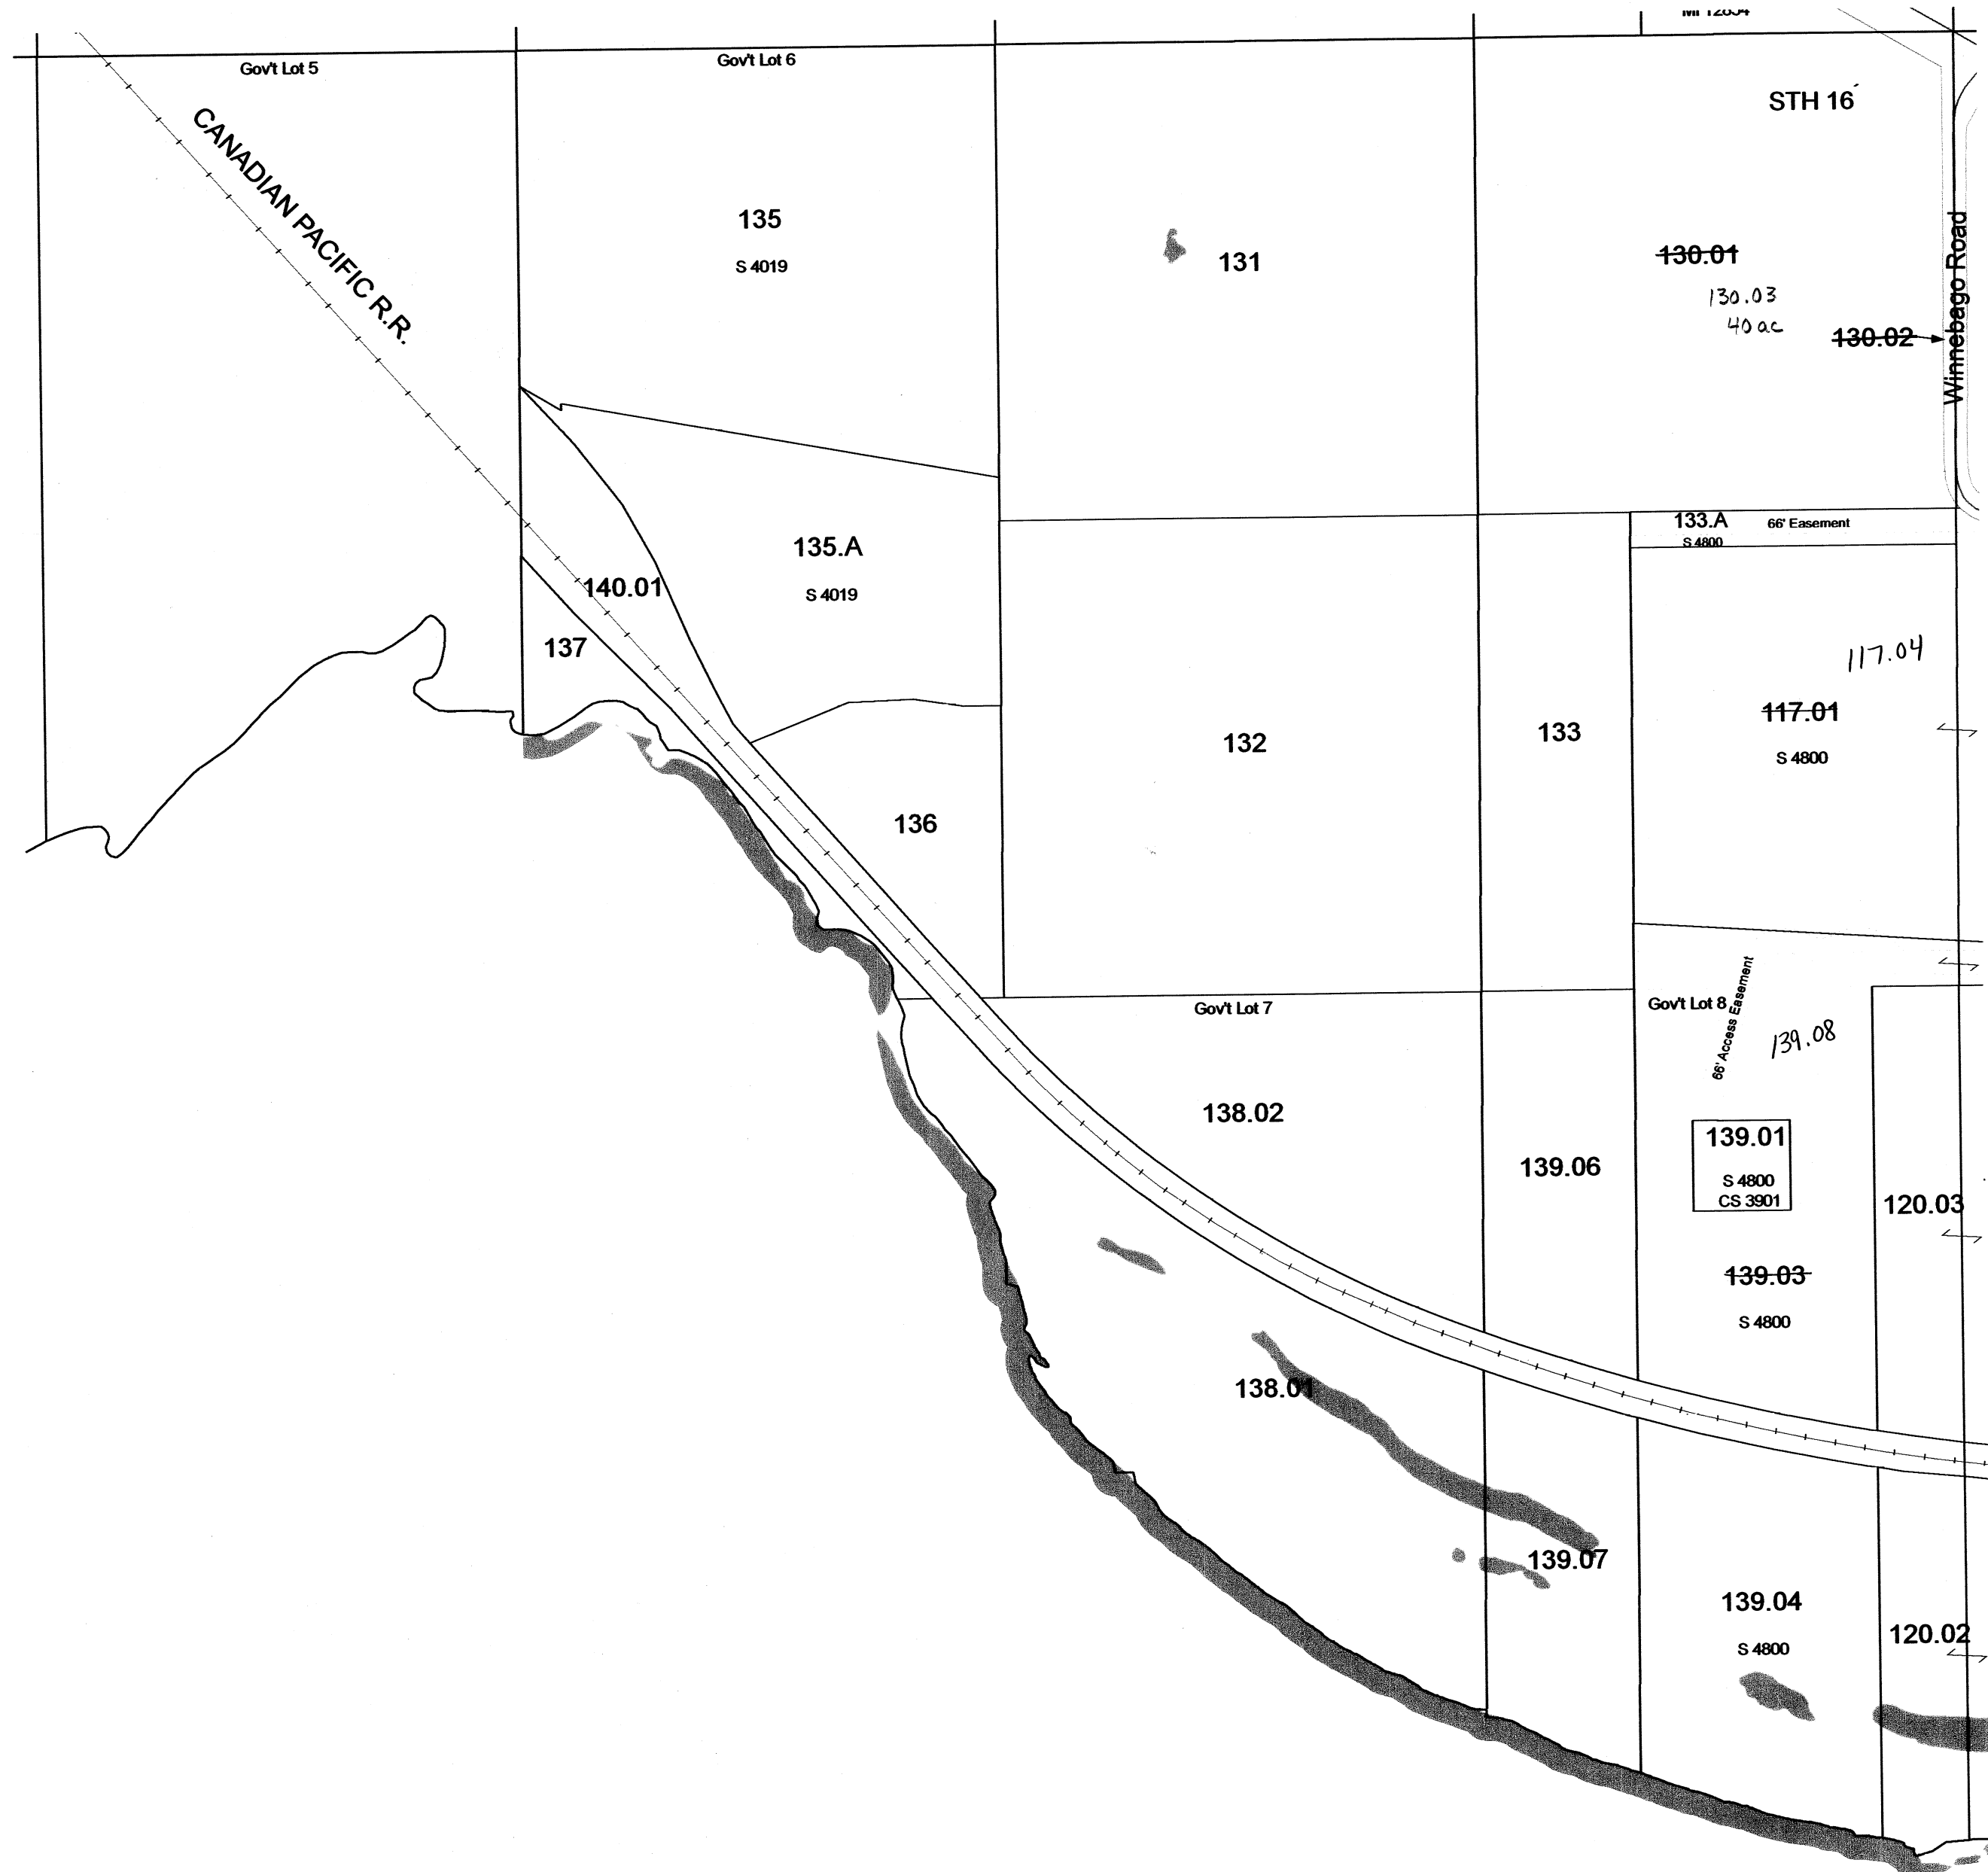 Gov't Lot 5
Gov't Lot 6
STH 16
CANADIAN PACIFIC R.R.
135
S 4019
131
130.01
130.03
40 ac
130.02
Winnebago Road
133.A
66' Easement
S 4800
135.A
S 4019
140.01
137
117.04
117.01
S 4800
132
133
136
Gov't Lot 7
Gov't Lot 8
66' Access Easement
139.08
138.02
139.01
S 4800
CS 3901
139.06
120.03
139.03
S 4800
138.01
139.07
139.04
S 4800
120.02